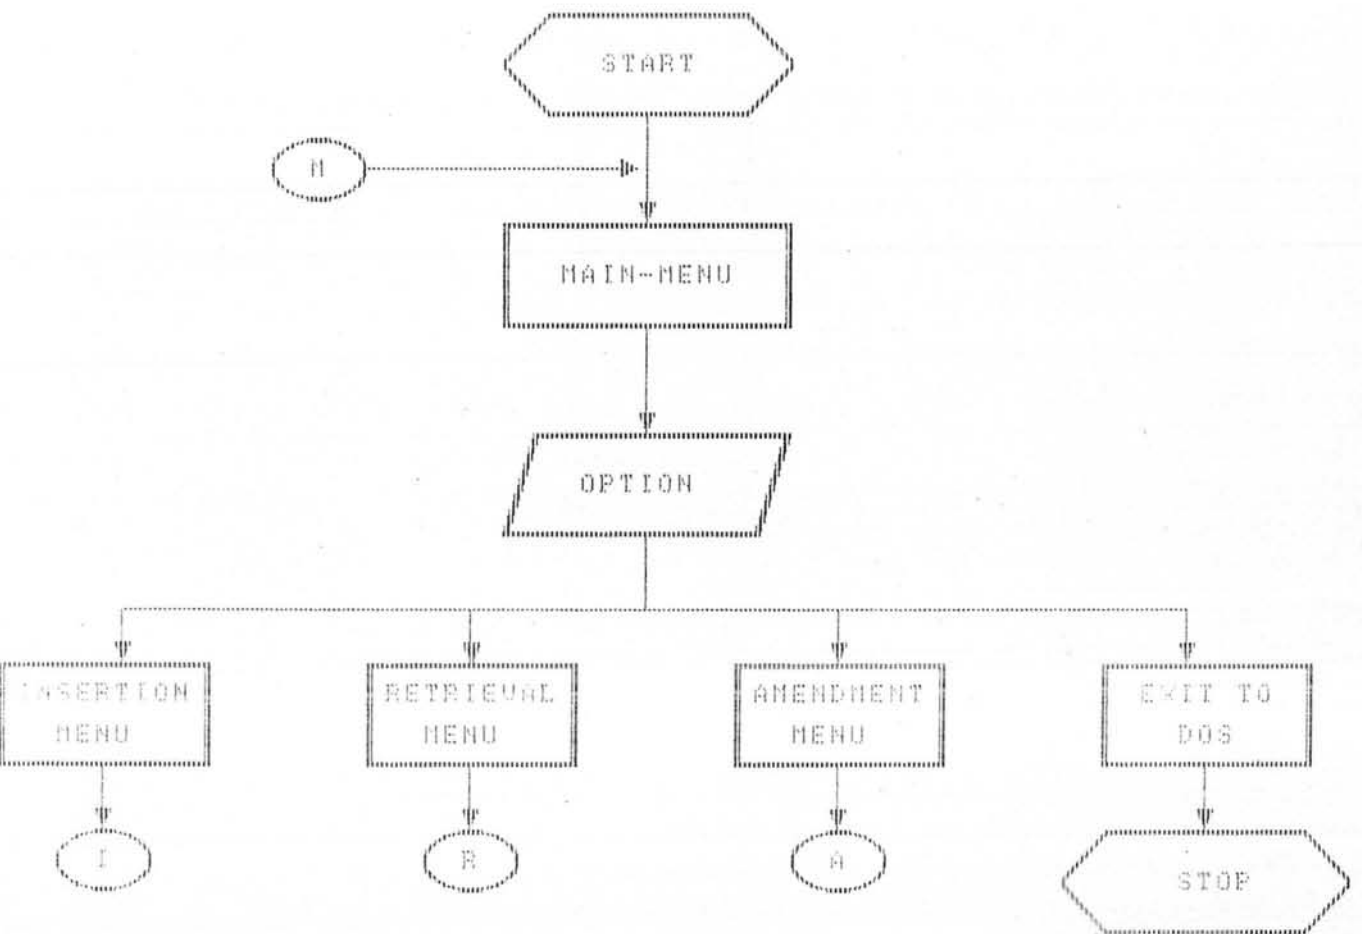 START
M
MAIN-MENU
OPTION
INSERTION
MENU
RETRIEVAL
MENU
AMENDMENT
MENU
EXIT TO
DOS
I
R
A
STOP